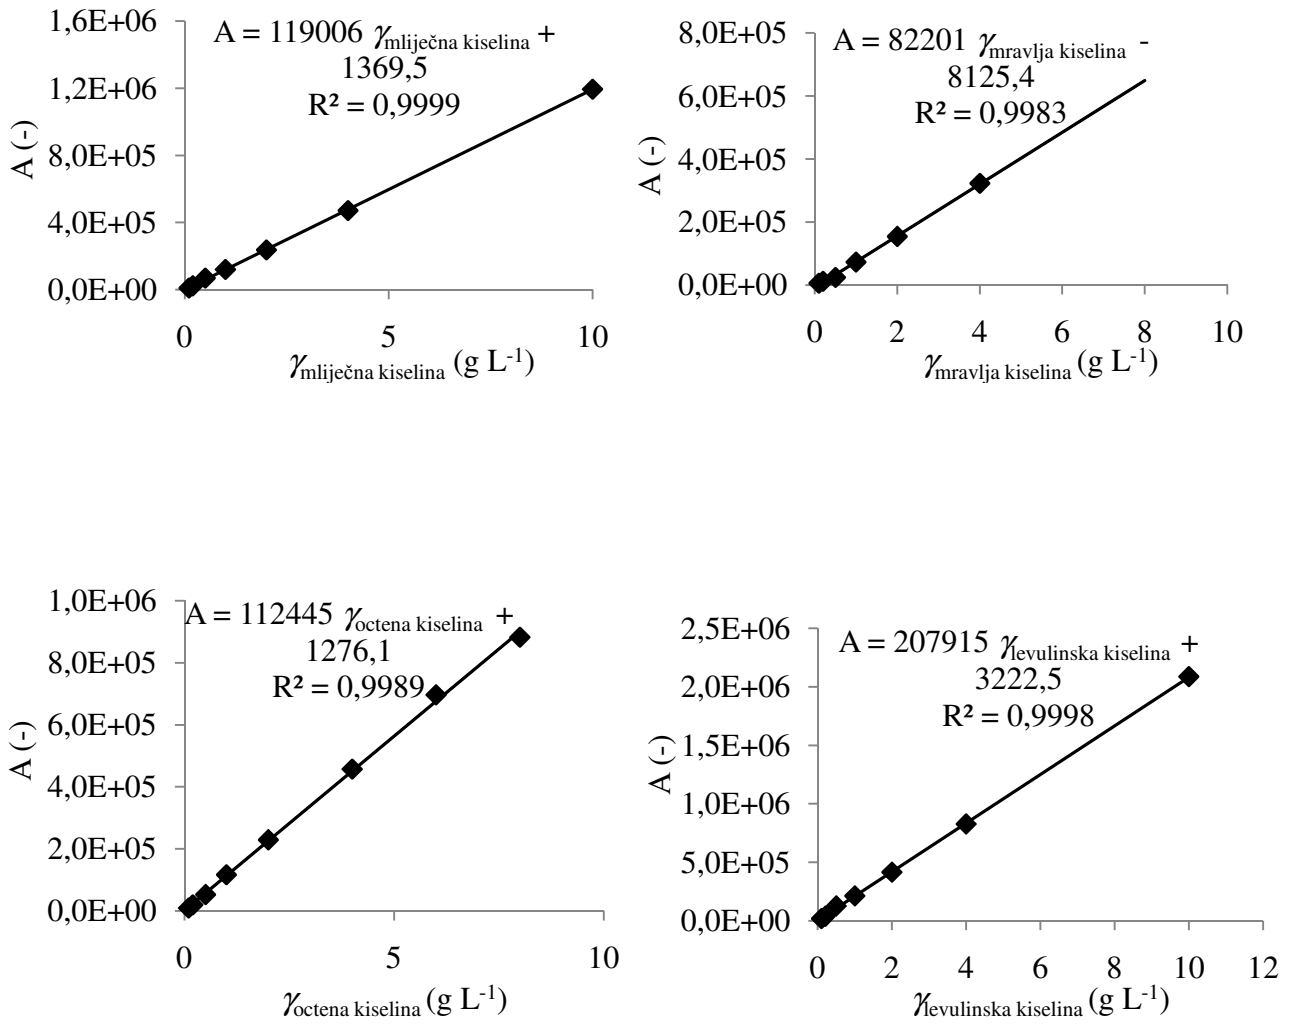 A = 119006 γmliječna kiselina +
1369,5
R² = 0,9999
1,6E+06
1,2E+06
8,0E+05
4,0E+05
0,0E+00
A (-)
0 5 10
γmliječna kiselina (g L-1)
A = 82201 γmravlja kiselina -
8125,4
R² = 0,9983
8,0E+05
6,0E+05
4,0E+05
2,0E+05
0,0E+00
A (-)
0 2 4 6 8 10
γmravlja kiselina (g L-1)
A = 112445 γoctena kiselina +
1276,1
R² = 0,9989
1,0E+06
8,0E+05
6,0E+05
4,0E+05
2,0E+05
0,0E+00
A (-)
0 5 10
γoctena kiselina (g L-1)
A = 207915 γlevulinska kiselina +
3222,5
R² = 0,9998
2,5E+06
2,0E+06
1,5E+06
1,0E+06
5,0E+05
0,0E+00
A (-)
0 2 4 6 8 10 12
γlevulinska kiselina (g L-1)